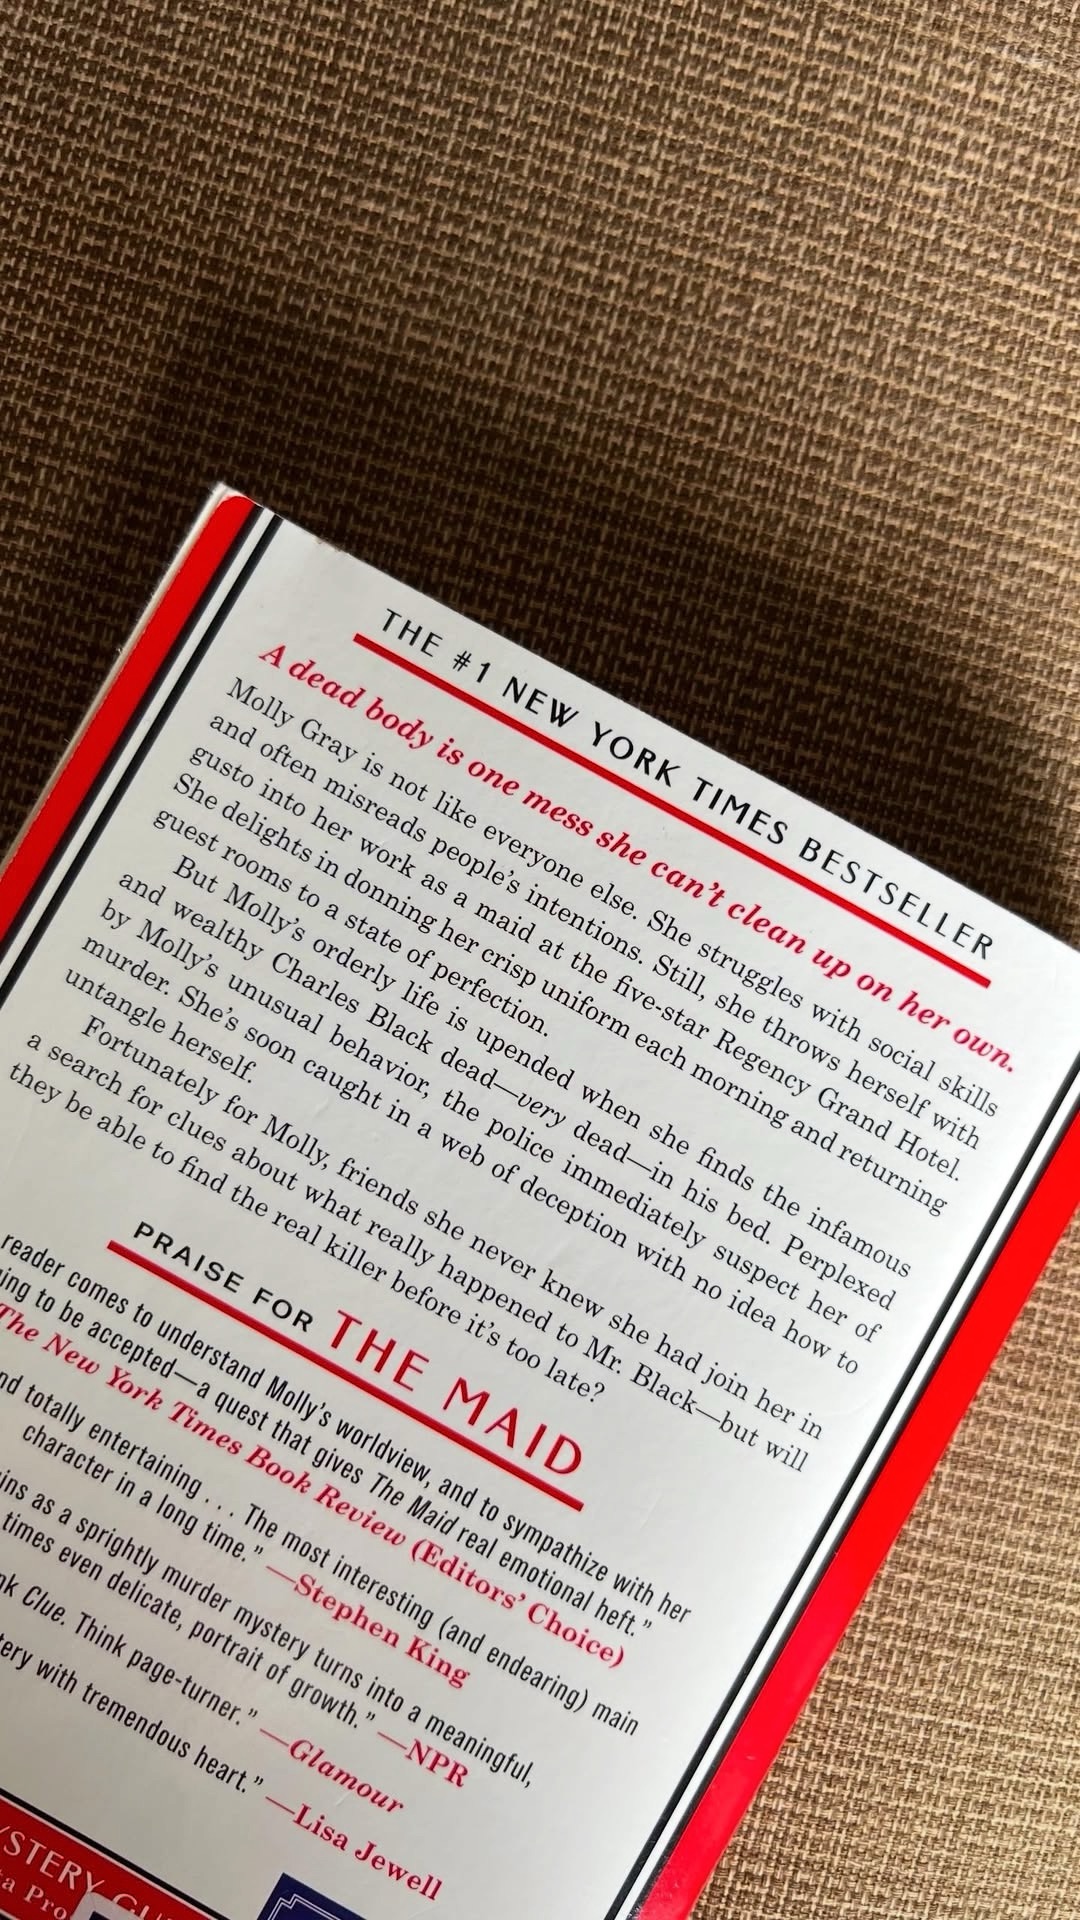 THE #1 NEW YORK TIMES BESTSELLER
A dead body is one mess she can't clean up on her own.
Molly Gray is not like everyone else. She struggles with social skills
and often misreads people's intentions. Still, she throws herself with
gusto into her work as a maid at the five-star Regency Grand Hotel.
She delights in donning her crisp uniform each morning and returning
guest rooms to a state of perfection.
But Molly's orderly life is upended when she finds the infamous
and wealthy Charles Black dead—very dead—in his bed. Perplexed
by Molly's unusual behavior, the police immediately suspect her of
murder. She's soon caught in a web of deception with no idea how to
untangle herself.
Fortunately for Molly, friends she never knew she had join her in
a search for clues about what really happened to Mr. Black—but will
they be able to find the real killer before it's too late?
PRAISE FOR THE MAID
reader comes to understand Molly's worldview, and to sympathize with her
to be accepted—a quest that gives The Maid real emotional heft."
The New York Times Book Review (Editors' Choice)
totally entertaining . . . The most interesting (and endearing) main
character in a long time." —Stephen King
as a sprightly murder mystery turns into a meaningful,
times even delicate, portrait of growth." —NPR
Clue. Think page-turner." —Glamour
with tremendous heart." —Lisa Jewell